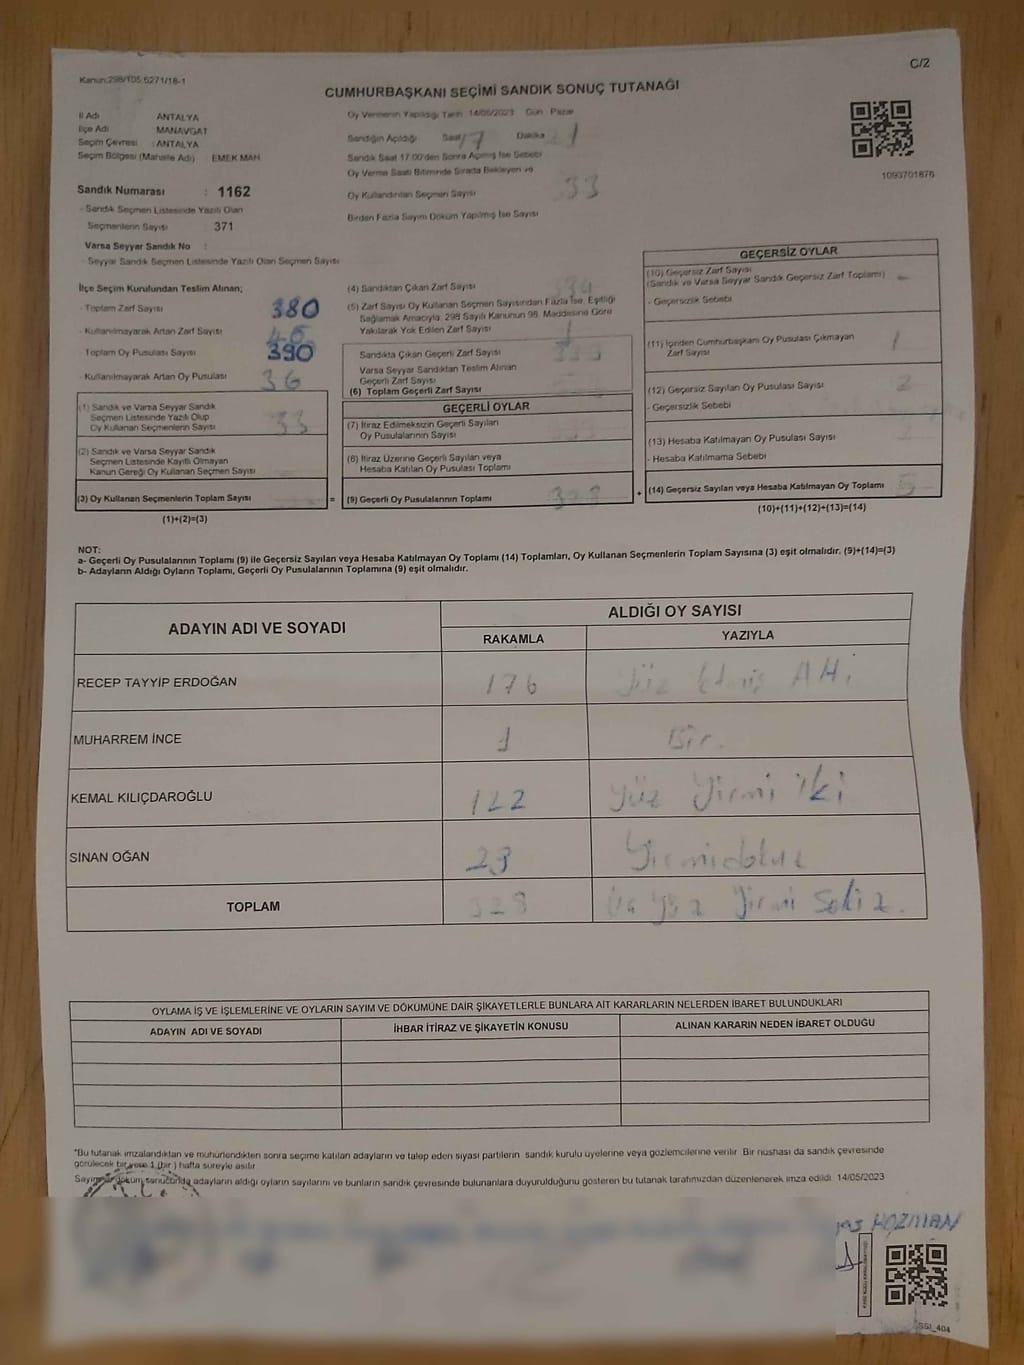 Kanun:298/105;6271/18-1
C/2
CUMHURBAŞKANI SEÇİMİ SANDIK SONUÇ TUTANAĞI
İl Adı ANTALYA
İlçe Adı MANAVGAT
Seçim Çevresi : ANTALYA
Seçim Bölgesi (Mahalle Adı) : EMEK MAH.
Sandık Numarası : 1162
- Sandık Seçmen Listesinde Yazılı Olan
Seçmenlerin Sayısı 371
Varsa Seyyar Sandık No :
- Seyyar Sandık Seçmen Listesinde Yazılı Olan Seçmen Sayısı
Oy Vermenin Yapıldığı Tarih : 14/05/2023 Gün : Pazar
Sandığın Açıldığı Saat 17 Dakika 21
Sandık Saat 17:00'den Sonra Açılmış İse Sebebi
Oy Verme Saati Bitiminde Sırada Bekleyen ve
Oy Kullandırılan Seçmen Sayısı
Birden Fazla Sayım Döküm Yapılmış İse Sayısı
1093701876
İlçe Seçim Kurulundan Teslim Alınan;
- Toplam Zarf Sayısı 380
- Kullanılmayarak Artan Zarf Sayısı 46
- Toplam Oy Pusulası Sayısı 390
- Kullanılmayarak Artan Oy Pusulası 36
(1) Sandık ve Varsa Seyyar Sandık
Seçmen Listesinde Yazılı Olup
Oy Kullanan Seçmenlerin Sayısı
(2) Sandık ve Varsa Seyyar Sandık
Seçmen Listesinde Kayıtlı Olmayan
Kanun Gereği Oy Kullanan Seçmen Sayısı
(3) Oy Kullanan Seçmenlerin Toplam Sayısı =
(1)+(2)=(3)
(4) Sandıktan Çıkan Zarf Sayısı 334
(5) Zarf Sayısı Oy Kullanan Seçmen Sayısından Fazla İse, Eşitliği
Sağlamak Amacıyla, 298 Sayılı Kanunun 98. Maddesine Göre
Yakılarak Yok Edilen Zarf Sayısı 1
Sandıkta Çıkan Geçerli Zarf Sayısı 333
Varsa Seyyar Sandıktan Teslim Alınan
Geçerli Zarf Sayısı
(6) Toplam Geçerli Zarf Sayısı
GEÇERLİ OYLAR
(7) İtiraz Edilmeksizin Geçerli Sayılan
Oy Pusulalarının Sayısı
(8) İtiraz Üzerine Geçerli Sayılan veya
Hesaba Katılan Oy Pusulası Toplamı
(9) Geçerli Oy Pusulalarının Toplamı 328 +
GEÇERSİZ OYLAR
(10) Geçersiz Zarf Sayısı
(Sandık ve Varsa Seyyar Sandık Geçersiz Zarf Toplamı) -
- Geçersizlik Sebebi
(11) İçinden Cumhurbaşkanı Oy Pusulası Çıkmayan
Zarf Sayısı 1
(12) Geçersiz Sayılan Oy Pusulası Sayısı 2
- Geçersizlik Sebebi
(13) Hesaba Katılmayan Oy Pusulası Sayısı 2
- Hesaba Katılmama Sebebi
(14) Geçersiz Sayılan veya Hesaba Katılmayan Oy Toplamı 5
(10)+(11)+(12)+(13)=(14)
NOT:
a- Geçerli Oy Pusulalarının Toplamı (9) ile Geçersiz Sayılan veya Hesaba Katılmayan Oy Toplamı (14) Toplamları, Oy Kullanan Seçmenlerin Toplam Sayısına (3) eşit olmalıdır. (9)+(14)=(3)
b- Adayların Aldığı Oyların Toplamı, Geçerli Oy Pusulalarının Toplamına (9) eşit olmalıdır.
ADAYIN ADI VE SOYADI ALDIĞI OY SAYISI
RAKAMLA YAZIYLA
RECEP TAYYİP ERDOĞAN 176 Yüz Yetmiş Altı
MUHARREM İNCE 1 Bir.
KEMAL KILIÇDAROĞLU 122 Yüz Yirmi iki
SİNAN OĞAN 29 Yirmidokuz
TOPLAM 328 Üç Yüz Yirmi Sekiz.
OYLAMA İŞ VE İŞLEMLERİNE VE OYLARIN SAYIM VE DÖKÜMÜNE DAİR ŞİKAYETLERLE BUNLARA AİT KARARLARIN NELERDEN İBARET BULUNDUKLARI
ADAYIN ADI VE SOYADI İHBAR İTİRAZ VE ŞİKAYETİN KONUSU ALINAN KARARIN NEDEN İBARET OLDUĞU
*Bu tutanak imzalandıktan ve mühürlendikten sonra seçime katılan adayların ve talep eden siyasi partilerin sandık kurulu üyelerine veya gözlemcilerine verilir. Bir nüshası da sandık çevresinde
görülecek bir yere 1 (bir) hafta süreyle asılır.
Sayım ve döküm sonucunda adayların aldığı oyların sayılarını ve bunların sandık çevresinde bulunanlara duyurulduğunu gösteren bu tutanak tarafımızdan düzenlenerek imza edildi. 14/05/2023
KOZMAN
SSI_404